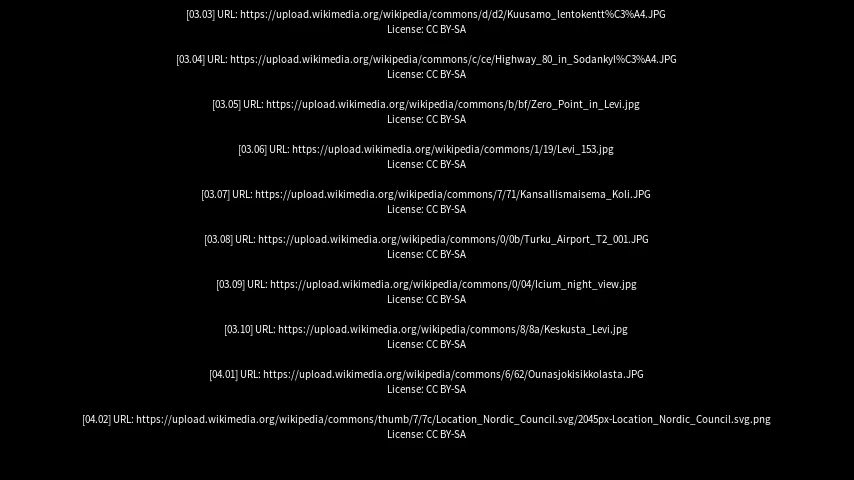 [03.03] URL: https://upload.wikimedia.org/wikipedia/commons/d/d2/Kuusamo_lentokentt%C3%A4.JPG
License: CC BY-SA
[03.04] URL: https://upload.wikimedia.org/wikipedia/commons/c/ce/Highway_80_in_Sodankyl%C3%A4.JPG
License: CC BY-SA
[03.05] URL: https://upload.wikimedia.org/wikipedia/commons/b/bf/Zero_Point_in_Levi.jpg
License: CC BY-SA
[03.06] URL: https://upload.wikimedia.org/wikipedia/commons/1/19/Levi_153.jpg
License: CC BY-SA
[03.07] URL: https://upload.wikimedia.org/wikipedia/commons/7/71/Kansallismaisema_Koli.JPG
License: CC BY-SA
[03.08] URL: https://upload.wikimedia.org/wikipedia/commons/0/0b/Turku_Airport_T2_001.JPG
License: CC BY-SA
[03.09] URL: https://upload.wikimedia.org/wikipedia/commons/0/04/Icium_night_view.jpg
License: CC BY-SA
[03.10] URL: https://upload.wikimedia.org/wikipedia/commons/8/8a/Keskusta_Levi.jpg
License: CC BY-SA
[04.01] URL: https://upload.wikimedia.org/wikipedia/commons/6/62/Ounasjokisikkolasta.JPG
License: CC BY-SA
[04.02] URL: https://upload.wikimedia.org/wikipedia/commons/thumb/7/7c/Location_Nordic_Council.svg/2045px-Location_Nordic_Council.svg.png
License: CC BY-SA